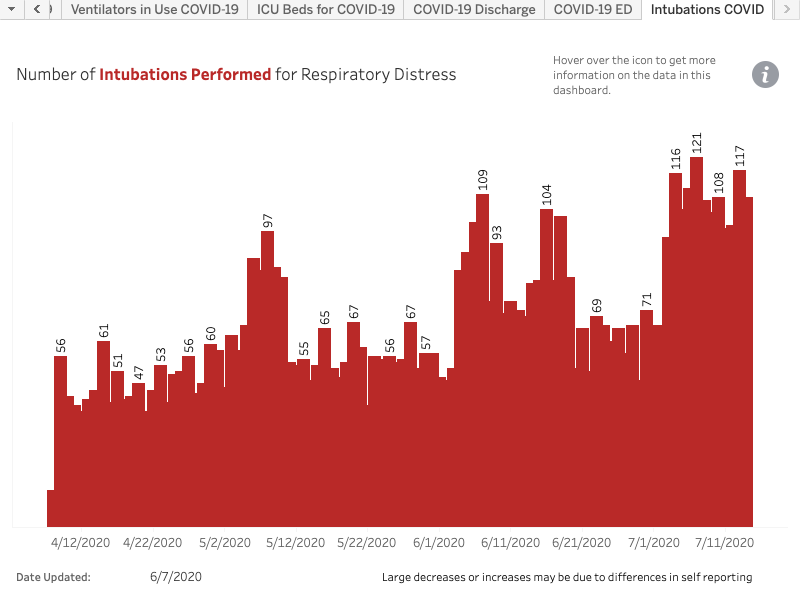 Ventilators in Use COVID-19 ICU Beds for COVID-19 COVID-19 Discharge COVID-19 ED Intubations COVID
Number of Intubations Performed for Respiratory Distress
Hover over the icon to get more
information on the data in this
dashboard.
56 61 51 47 53 56 60 97 55 65 67 56 67 57 109 93 104 69 71 116 121 108 117
4/12/2020 4/22/2020 5/2/2020 5/12/2020 5/22/2020 6/1/2020 6/11/2020 6/21/2020 7/1/2020 7/11/2020
Date Updated: 6/7/2020 Large decreases or increases may be due to differences in self reporting